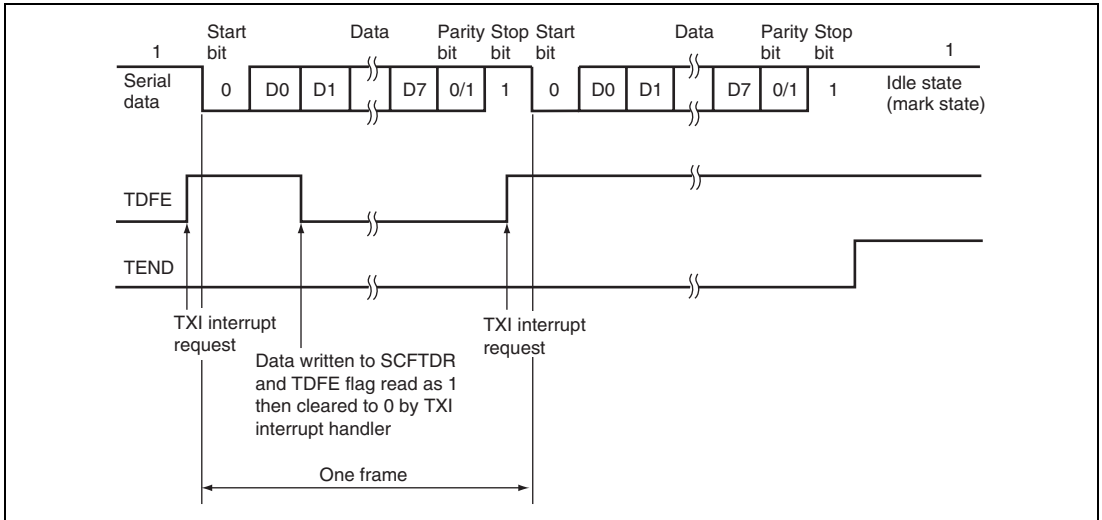 Start Data Parity Stop Start Data Parity Stop
1 bit bit bit bit bit bit 1
Serial data 0 D0 D1 D7 0/1 1 0 D0 D1 D7 0/1 1 Idle state (mark state)
TDFE
TEND
TXI interrupt
request
TXI interrupt
request
Data written to SCFTDR
and TDFE flag read as 1
then cleared to 0 by TXI
interrupt handler
One frame